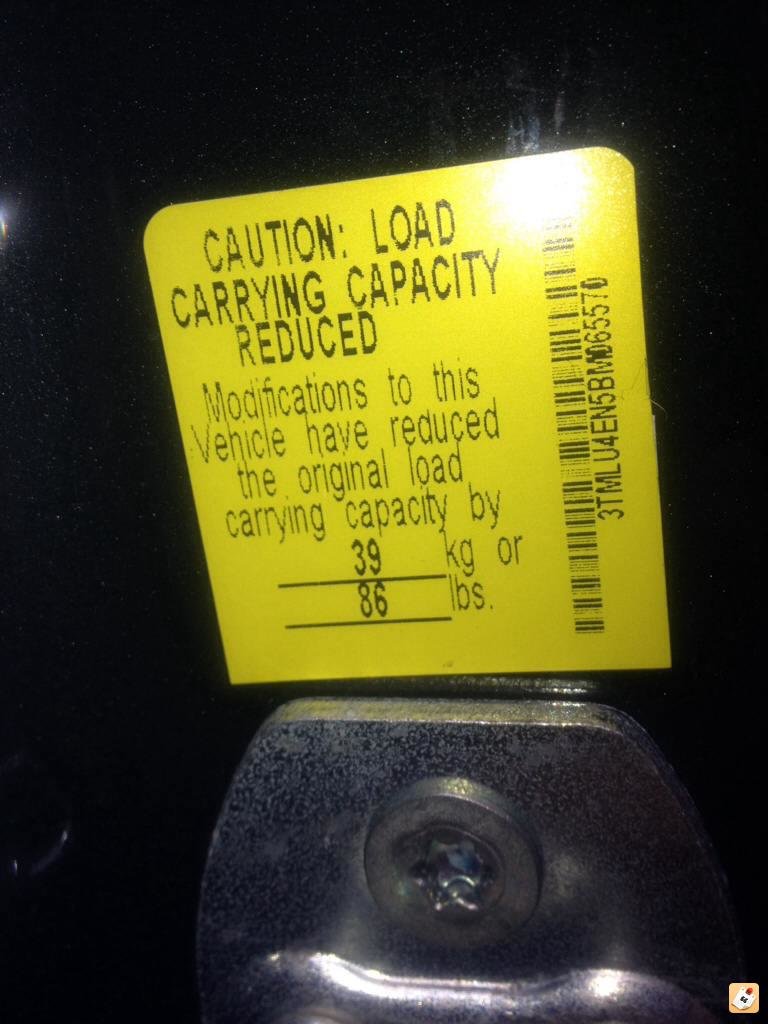 CAUTION: LOAD
CARRYING CAPACITY
REDUCED
Modifications to this
Vehicle have reduced
the original load
carrying capacity by
39 kg or
86 lbs.
3TMLU4EN5BM065570